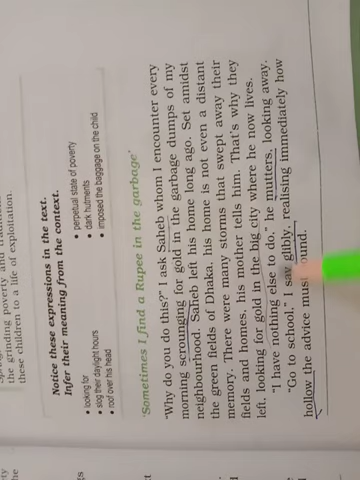 the grinding poverty and
these children to a life of exploitation.
Notice these expressions in the text.
Infer their meaning from the context.
• looking for
• slog their daylight hours
• roof over his head
• perpetual state of poverty
• dark hutments
• imposed the baggage on the child
'Sometimes I find a Rupee in the garbage'
"Why do you do this?" I ask Saheb whom I encounter every
morning scrounging for gold in the garbage dumps of my
neighbourhood. Saheb left his home long ago. Set amidst
the green fields of Dhaka, his home is not even a distant
memory. There were many storms that swept away their
fields and homes, his mother tells him. That's why they
left, looking for gold in the big city where he now lives.
"I have nothing else to do," he mutters, looking away.
"Go to school," I say glibly, realising immediately how
hollow the advice must sound.